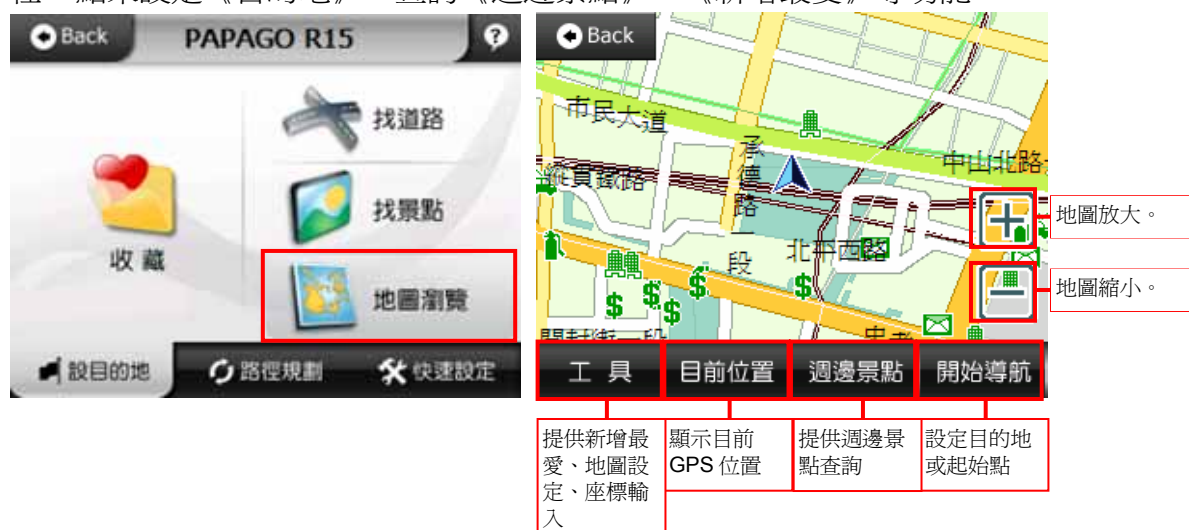 Back
PAPAGO R15
?
找道路
找景點
收 藏
地圖瀏覽
設目的地
路徑規劃
快速設定
Back
市民大道
承德路一段
中山北路
縱貫鐵路
北平西路
地圖放大。
地圖縮小。
工 具
目前位置
週邊景點
開始導航
提供新增最
愛、地圖設
定、座標輸
入
顯示目前
GPS 位置
提供週邊景
點查詢
設定目的地
或起始點